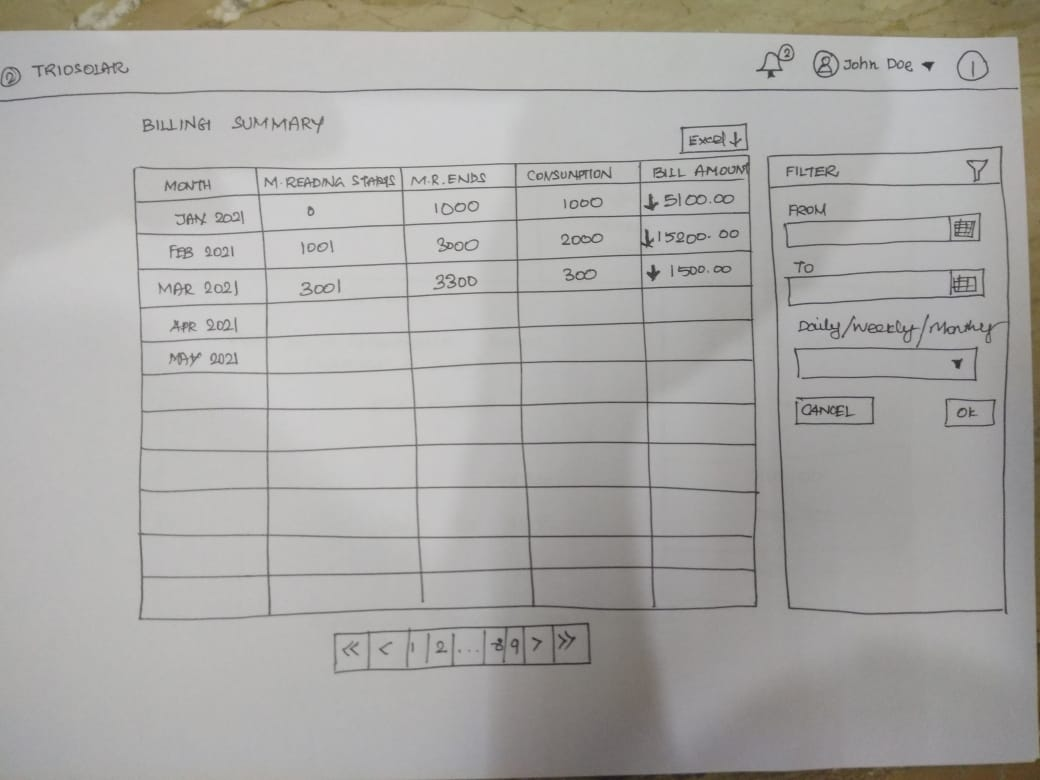 TRIOSOLAR
2
John Doe
BILLING SUMMARY
Excel
MONTH M.READING STARTS M.R.ENDS CONSUMPTION BILL AMOUNT
JAN 2021 0 1000 1000 5100.00
FEB 2021 1001 3000 2000 15200.00
MAR 2021 3001 3300 300 1500.00
APR 2021
MAY 2021
<< < 1 2 ... 8 9 > >>
FILTER
FROM
TO
Daily/Weekly/Monthly
CANCEL OK